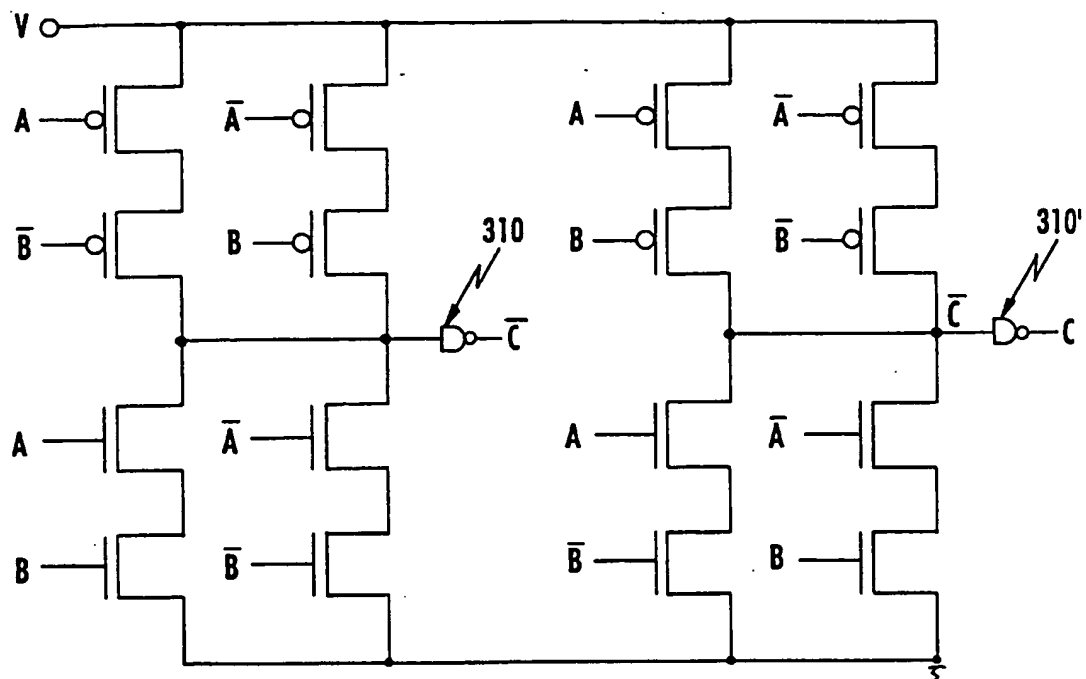 V
A A̅ A A̅
B̅ B B B̅
310 310'
C̅ C̅ C
A A̅ A A̅
B B̅ B̅ B